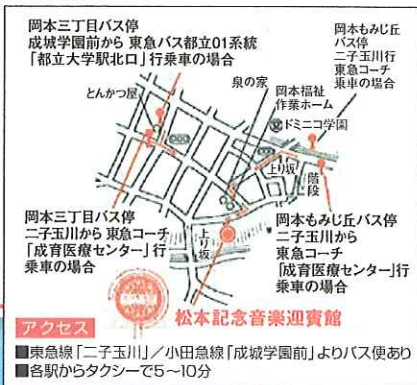 岡本三丁目バス停
成城学園前から 東急バス都立01系統
「都立大学駅北口」行乗車の場合
岡本もみじ丘
バス停
二子玉川行
東急コーチ
乗車の場合
とんかつ屋
泉の家
岡本福祉
作業ホーム
ドミニコ学園
上り坂
階段
上り坂
岡本三丁目バス停
二子玉川から 東急コーチ
「成育医療センター」行
乗車の場合
岡本もみじ丘バス停
二子玉川から
東急コーチ
「成育医療センター」行
乗車の場合
松本記念音楽迎賓館
アクセス
■東急線「二子玉川」／小田急線「成城学園前」よりバス便あり
■各駅からタクシーで5〜10分